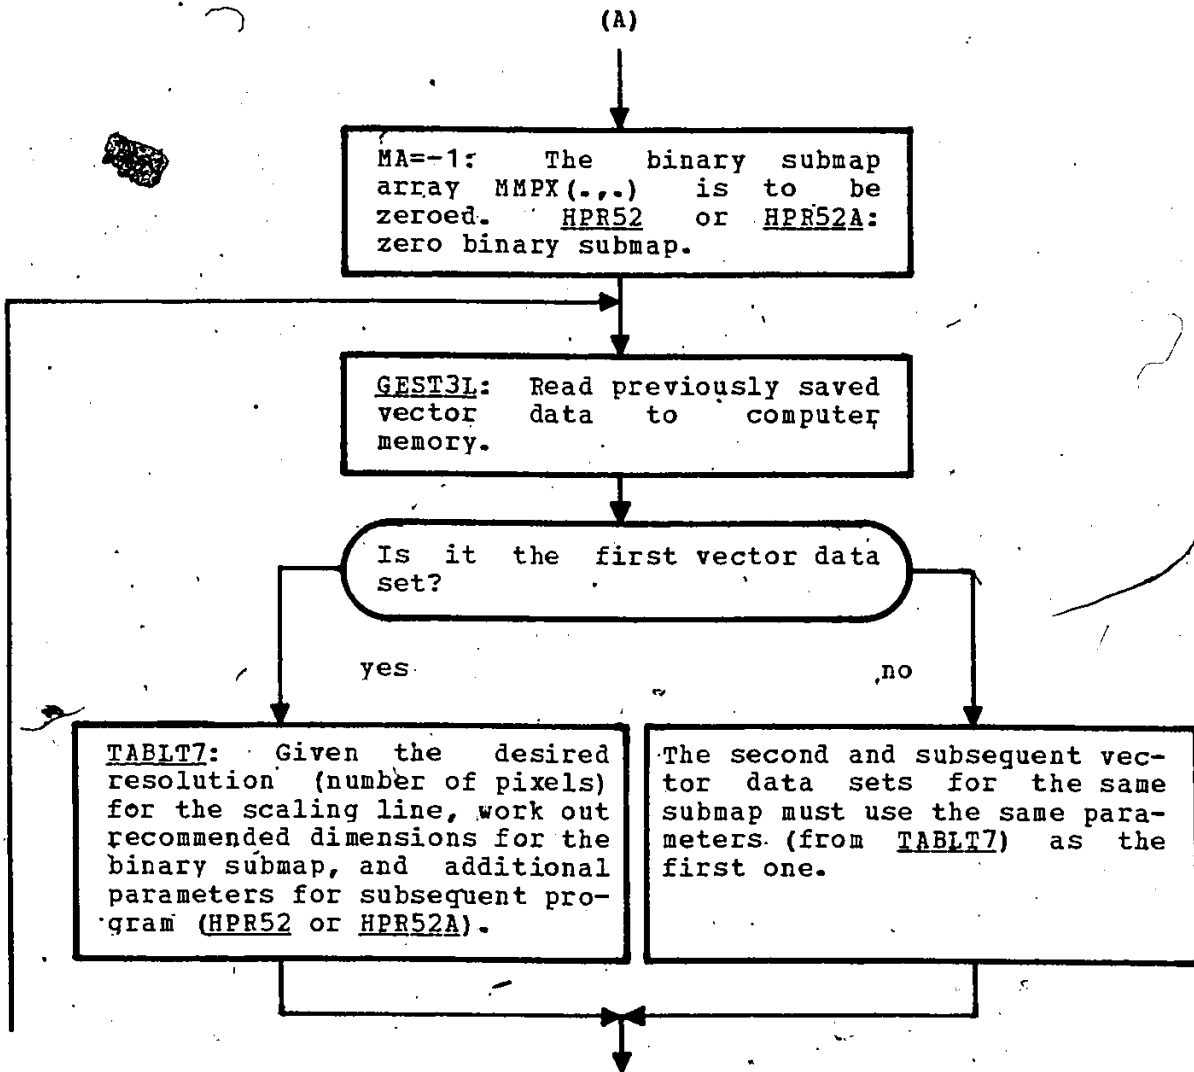 (A)
MA=-1: The binary submap
array MMPX(.,.) is to be
zeroed. HPR52 or HPR52A:
zero binary submap.
GEST3L: Read previously saved
vector data to computer
memory.
Is it the first vector data
set?
yes
no
TABLT7: Given the desired
resolution (number of pixels)
for the scaling line, work out
recommended dimensions for the
binary submap, and additional
parameters for subsequent pro-
gram (HPR52 or HPR52A).
The second and subsequent vec-
tor data sets for the same
submap must use the same para-
meters (from TABLT7) as the
first one.